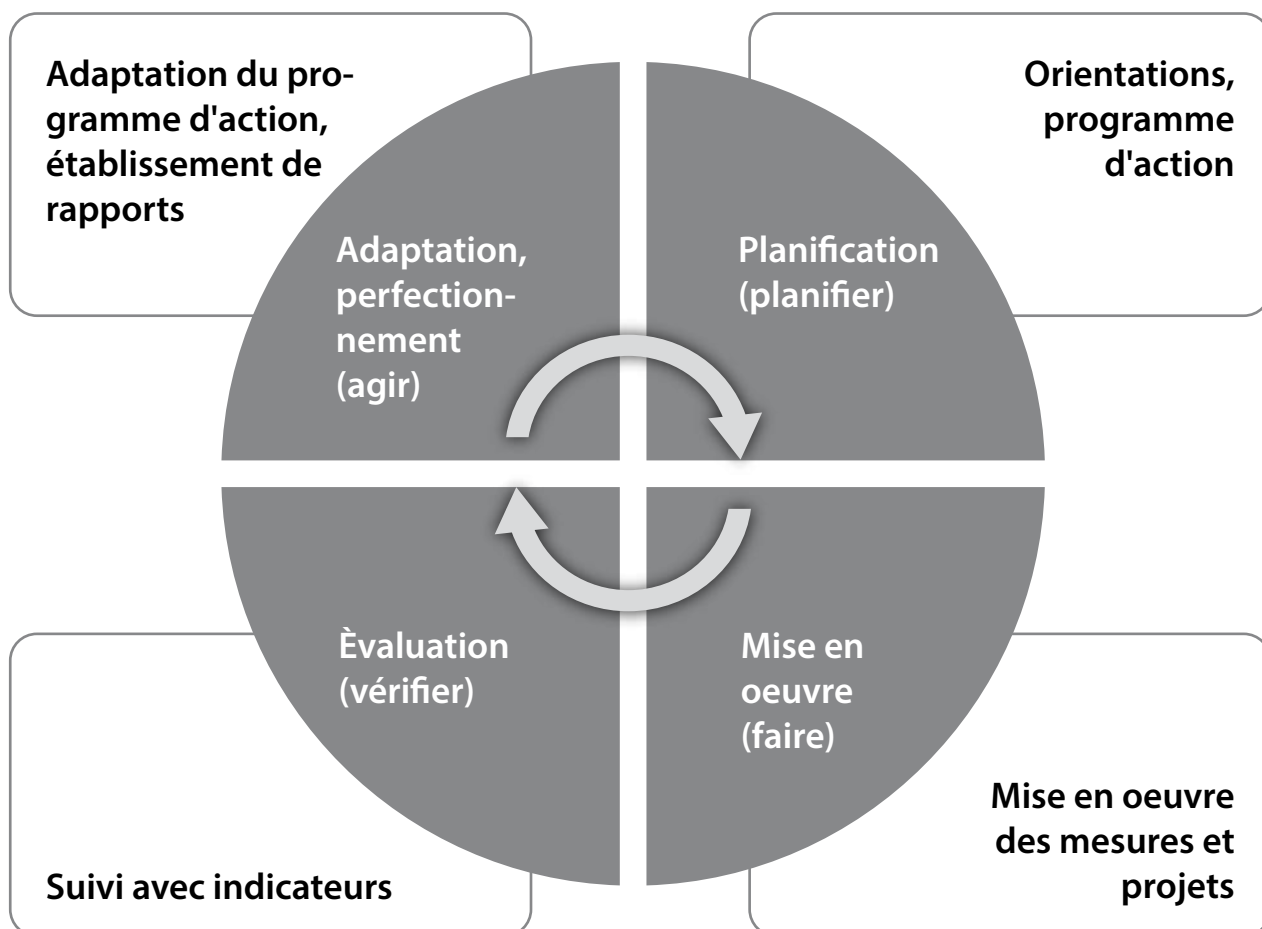 Adaptation du pro-
gramme d'action,
établissement de
rapports
Orientations,
programme
d'action
Adaptation,
perfection-
nement
(agir)
Planification
(planifier)
Èvaluation
(vérifier)
Mise en
oeuvre
(faire)
Suivi avec indicateurs
Mise en oeuvre
des mesures et
projets